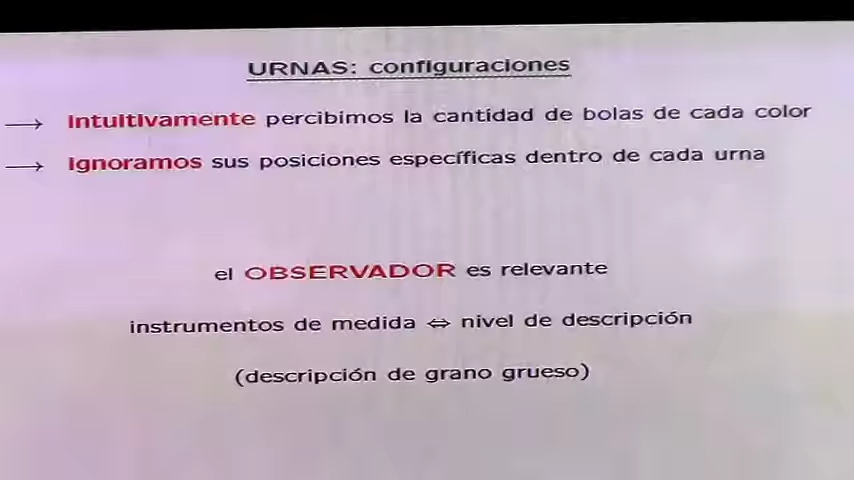 URNAS: configuraciones
→ Intuitivamente percibimos la cantidad de bolas de cada color
→ Ignoramos sus posiciones específicas dentro de cada urna
el OBSERVADOR es relevante
instrumentos de medida ⇔ nivel de descripción
(descripción de grano grueso)